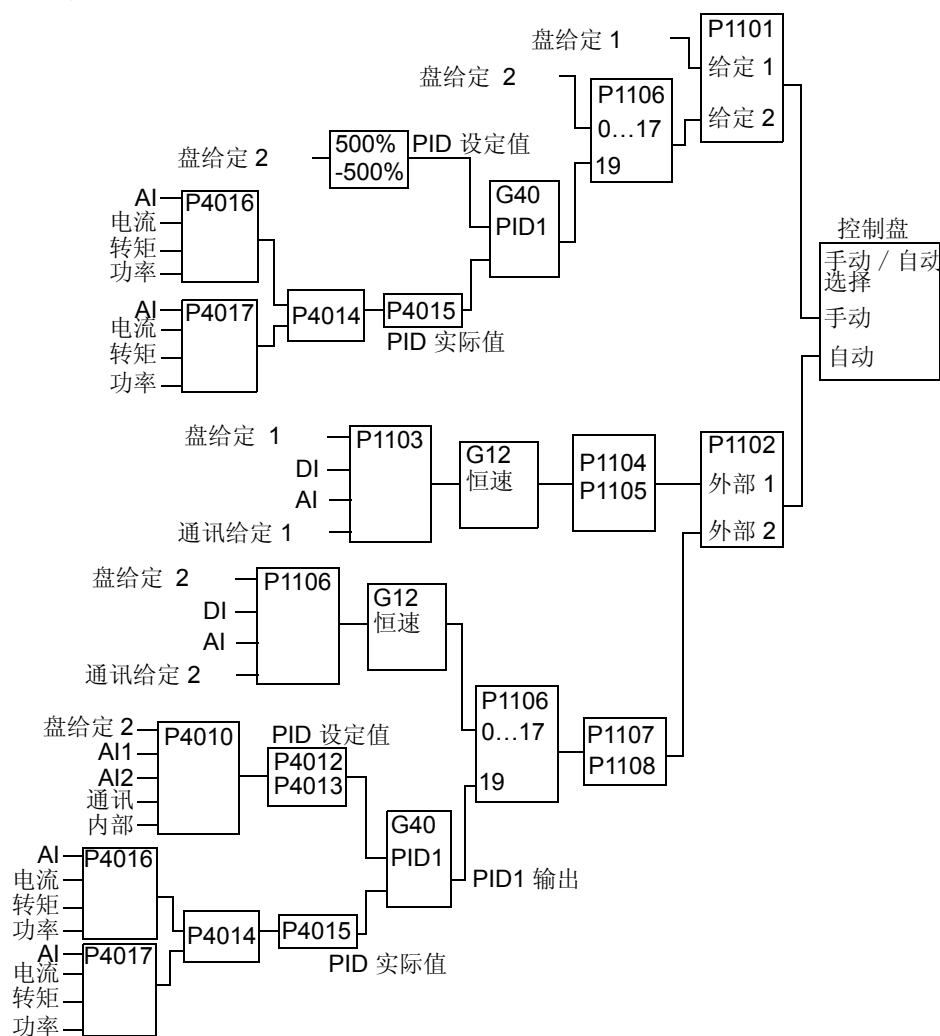 盘给定 1
P1101
给定 1
给定 2
盘给定 2
P1106
0…17
19
盘给定 2
500%
-500%
PID 设定值
G40
PID1
AI
电流
转矩
功率
P4016
AI
电流
转矩
功率
P4017
P4014
P4015
PID 实际值
控制盘
手动 / 自动
选择
手动
自动
盘给定 1
DI
AI
通讯给定 1
P1103
G12
恒速
P1104
P1105
P1102
外部 1
外部 2
盘给定 2
DI
AI
通讯给定 2
P1106
G12
恒速
P1106
0…17
19
P1107
P1108
盘给定 2
AI1
AI2
通讯
内部
P4010
PID 设定值
P4012
P4013
G40
PID1
PID1 输出
AI
电流
转矩
功率
P4016
AI
电流
转矩
功率
P4017
P4014
P4015
PID 实际值